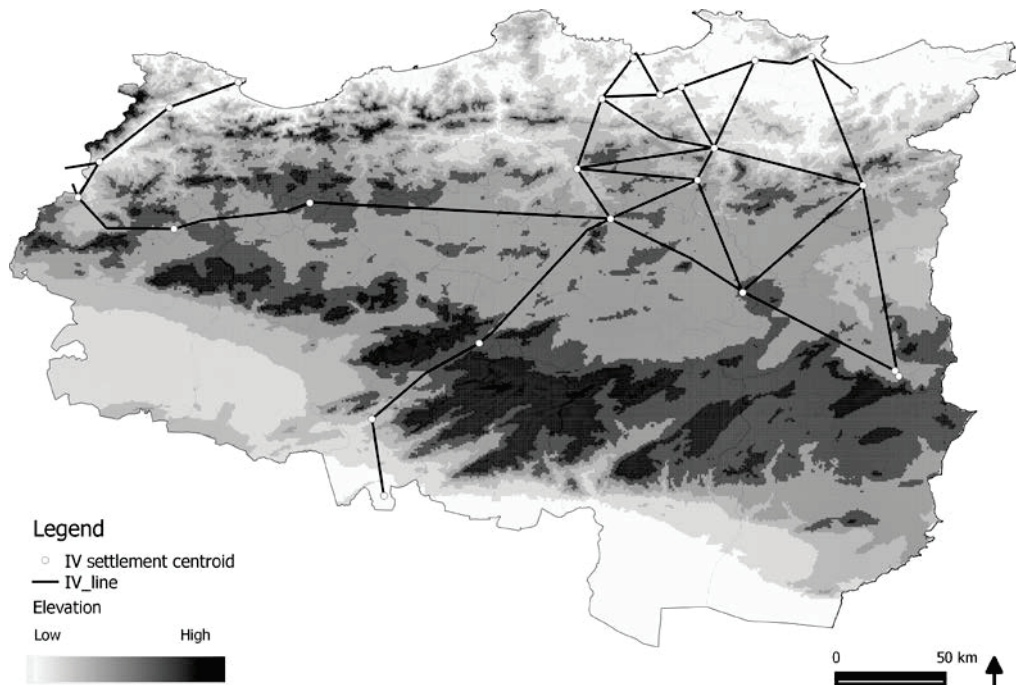 Legend
IV settlement centroid
IV_line
Elevation
Low High
0 50 km